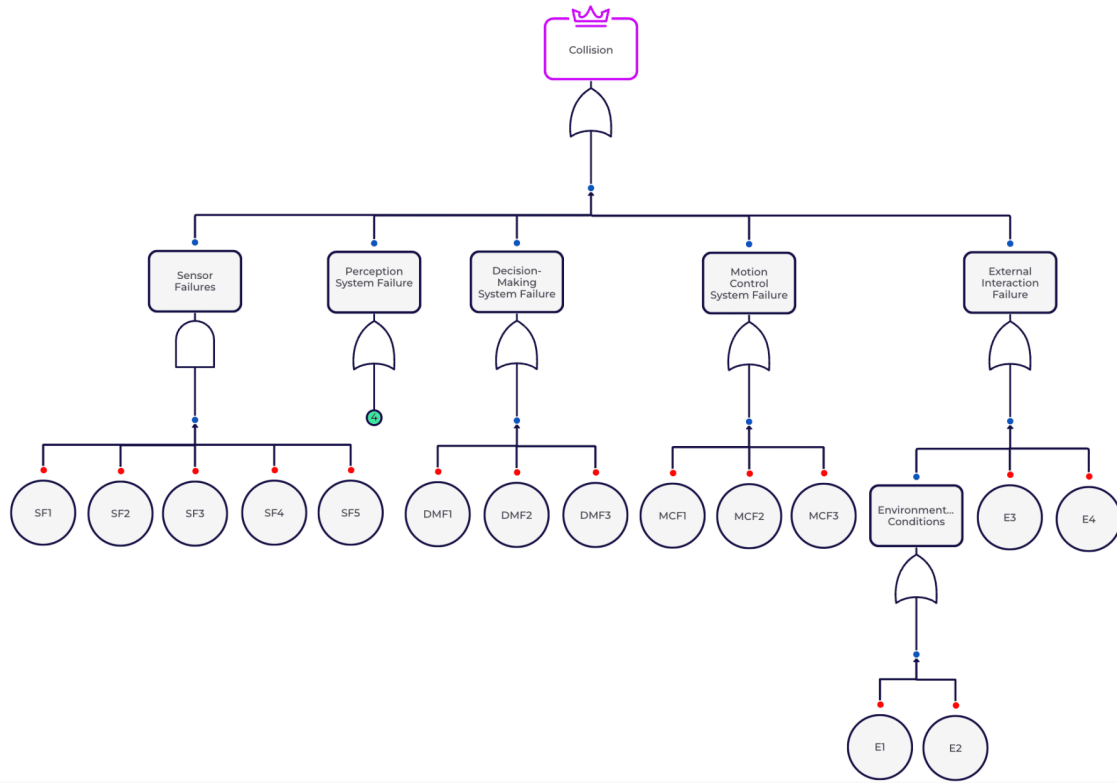 Collision
Sensor
Failures
Perception
System Failure
Decision-
Making
System Failure
Motion
Control
System Failure
External
Interaction
Failure
4
SF1
SF2
SF3
SF4
SF5
DMF1
DMF2
DMF3
MCF1
MCF2
MCF3
Environment...
Conditions
E3
E4
E1
E2